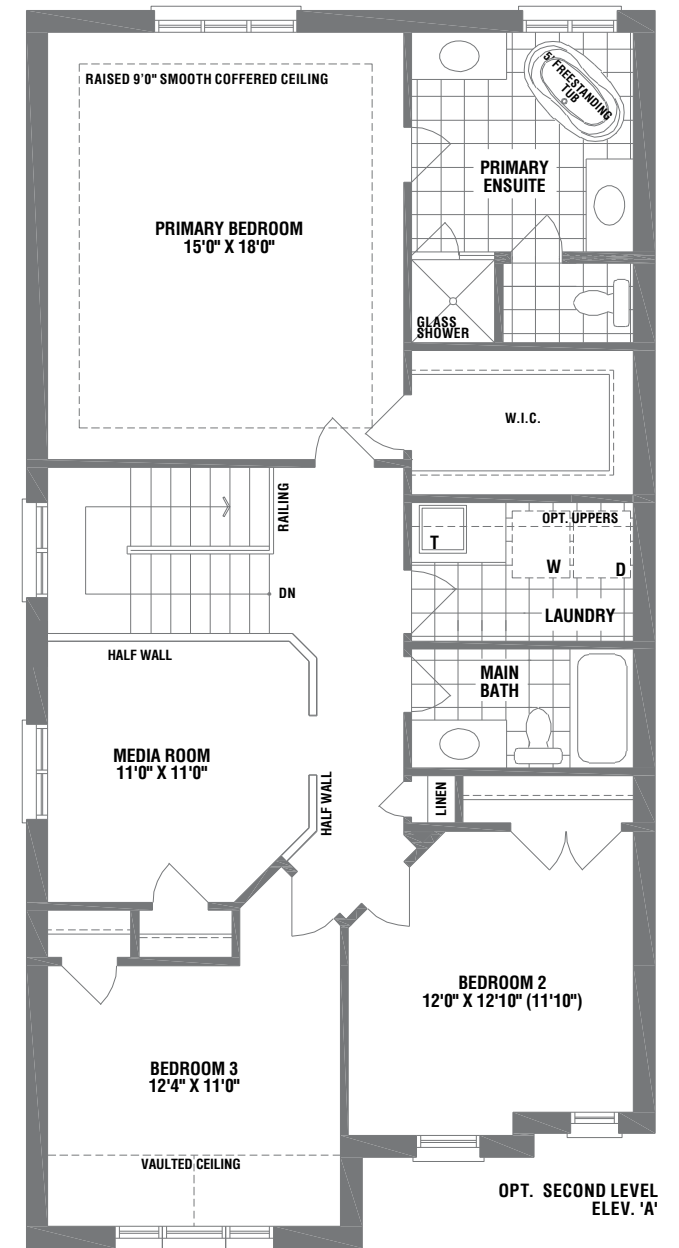 RAISED 9'0" SMOOTH COFFERED CEILING
PRIMARY BEDROOM
15'0" X 18'0"
5' FREESTANDING
TUB
PRIMARY
ENSUITE
GLASS
SHOWER
W.I.C.
RAILING
DN
OPT. UPPERS
T
W
D
LAUNDRY
HALF WALL
MAIN
BATH
MEDIA ROOM
11'0" X 11'0"
HALF WALL
LINEN
BEDROOM 2
12'0" X 12'10" (11'10")
BEDROOM 3
12'4" X 11'0"
VAULTED CEILING
OPT. SECOND LEVEL
ELEV. 'A'